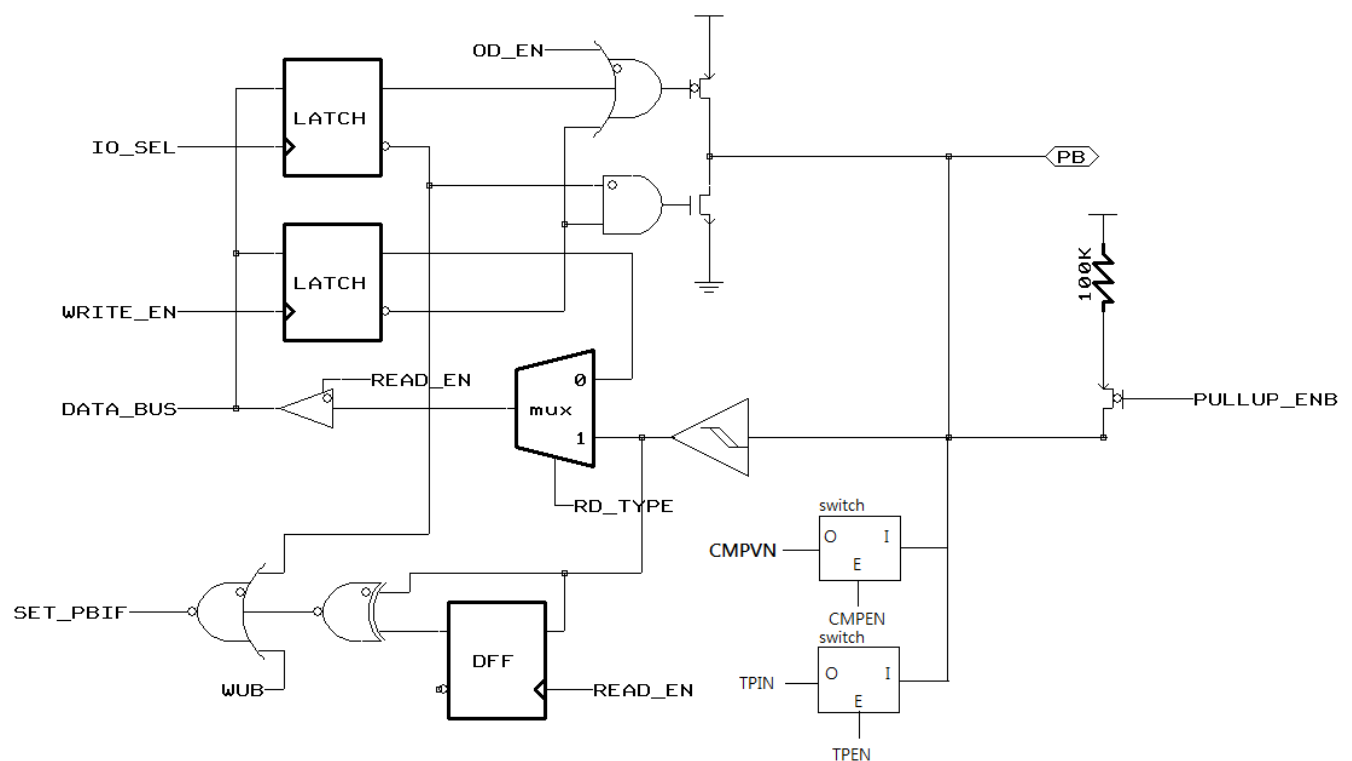 OD_EN
LATCH
IO_SEL
PB
LATCH
WRITE_EN
100K
READ_EN
0
DATA_BUS
mux
1
PULLUP_ENB
RD_TYPE
switch
O
I
CMPVN
E
CMPEN
SET_PBIF
switch
DFF
O
I
TPIN
WUB
READ_EN
E
TPEN